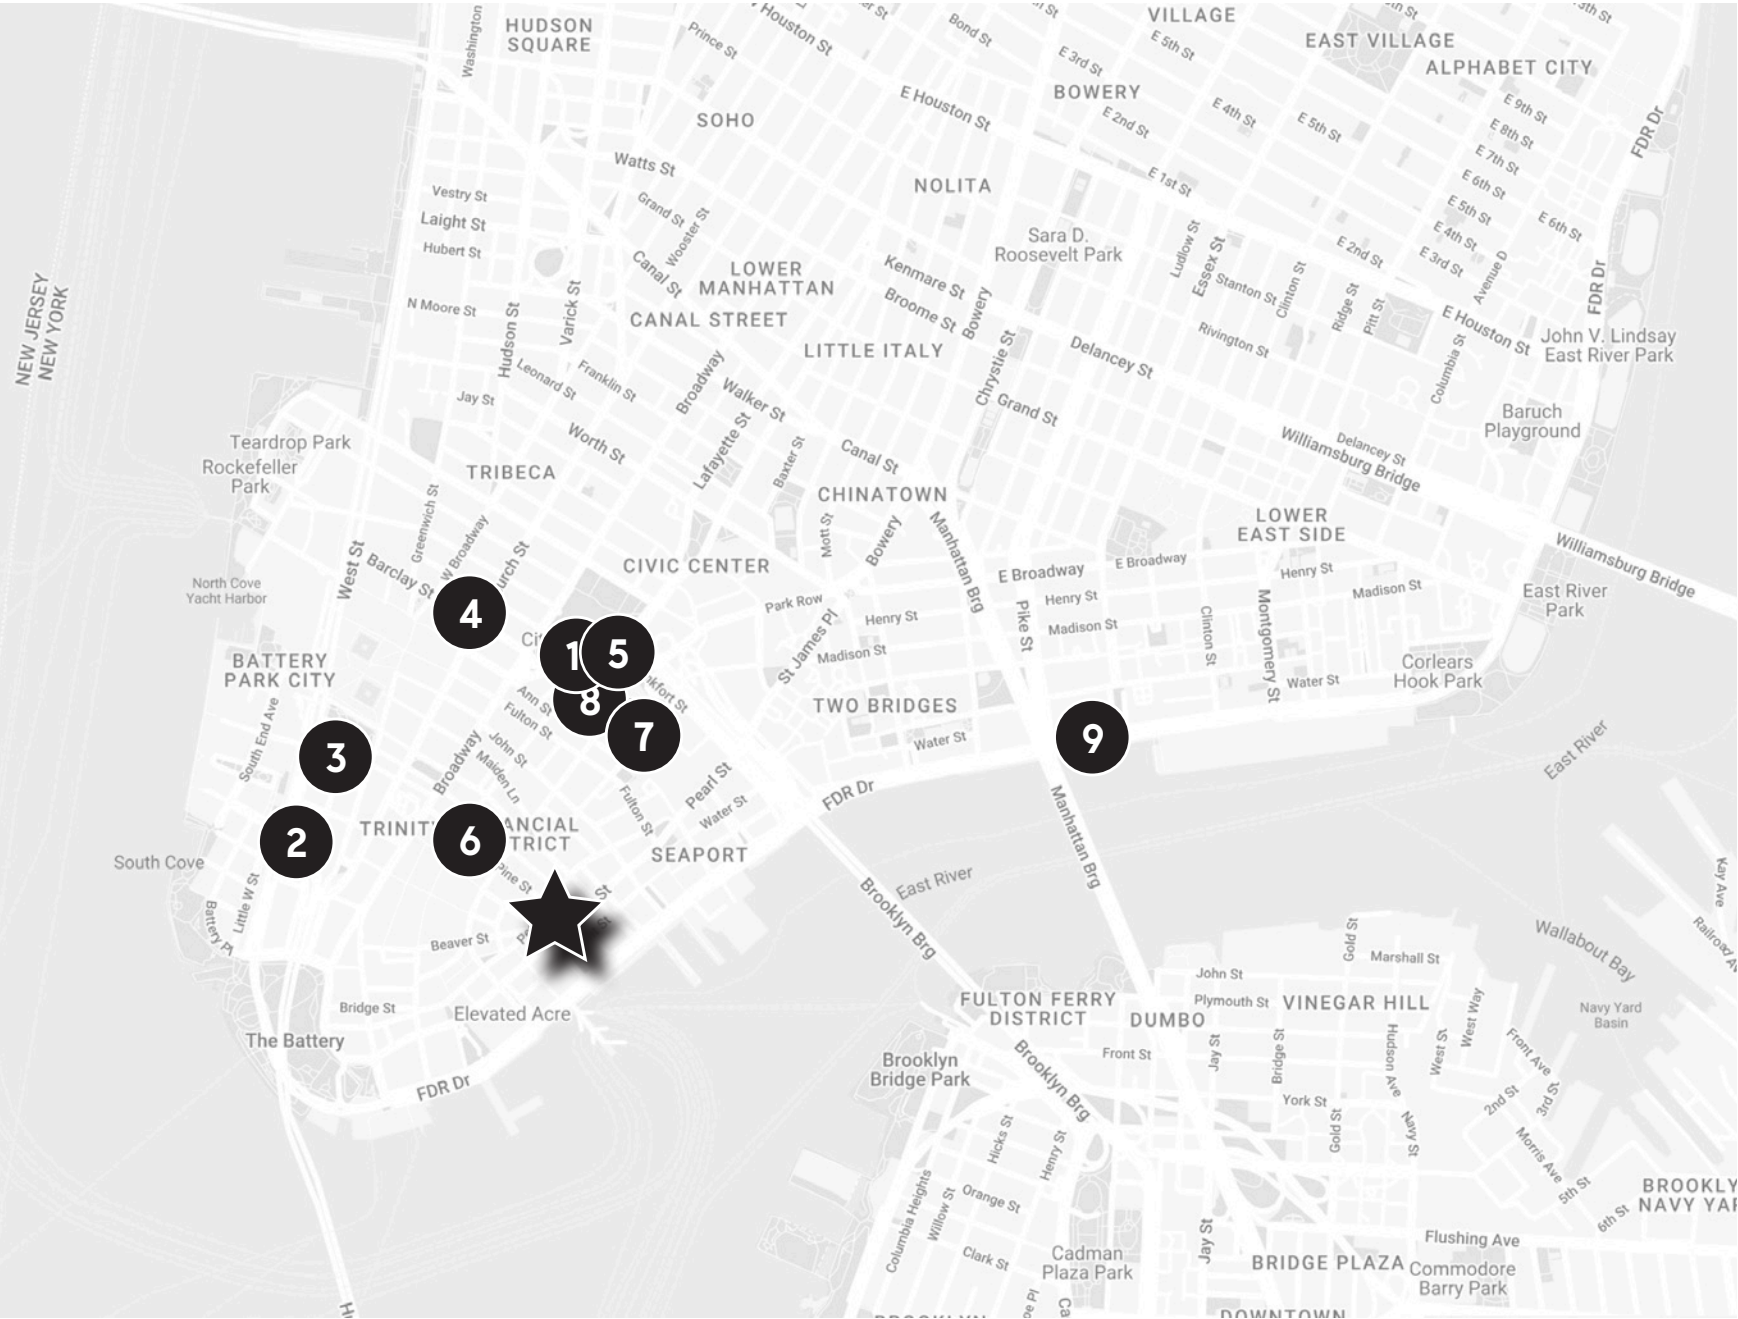 HUDSON
SQUARE
Washington
Prince St
Houston St
Bond St
VILLAGE
E 5th St
EAST VILLAGE
ALPHABET CITY
E 3rd St
BOWERY
E Houston St
E 2nd St
E 4th St
E 5th St
E 9th St
E 8th St
E 7th St
E 6th St
E 5th St
E 4th St
E 3rd St
E 6th St
FDR Dr
SOHO
Watts St
NOLITA
E 1st St
Vestry St
Laight St
Hubert St
Grand St
Wooster St
Canal St
Sara D.
Roosevelt Park
Ludlow St
Essex St
E 2nd St
Avenue D
FDR Dr
LOWER
MANHATTAN
Kenmare St
Broome St
Bowery
Stanton St
Clinton St
Ridge St
Pitt St
E Houston St
NEW JERSEY
NEW YORK
N Moore St
Hudson St
Varick St
CANAL STREET
LITTLE ITALY
Rivington St
John V. Lindsay
East River Park
Leonard St
Franklin St
Broadway
Walker St
Chrystie St
Delancey St
Columbia St
Jay St
Worth St
Lafayette St
Baxter St
Canal St
Grand St
Baruch
Playground
Delancey St
Williamsburg Bridge
Teardrop Park
Rockefeller
Park
TRIBECA
CHINATOWN
Greenwich St
W Broadway
Mott St
Bowery
Manhattan Brg
LOWER
EAST SIDE
Williamsburg Bridge
West St
Barclay St
CIVIC CENTER
E Broadway
E Broadway
Henry St
Madison St
North Cove
Yacht Harbor
4
Park Row
Henry St
Henry St
Pike St
Madison St
Clinton St
Montgomery St
East River
Park
1
5
8
7
St James Pl
Madison St
BATTERY
PARK CITY
Water St
Corlears
Hook Park
Ann St
Fulton St
TWO BRIDGES
South End Ave
3
Broadway
John St
Maiden Ln
Water St
9
East River
Fulton St
Pearl St
Water St
FDR Dr
2
6
SEAPORT
South Cove
Pine St
Manhattan Brg
Little W St
Battery Pl
Beaver St
East River
Brooklyn Brg
Kay Ave
Gold St
Marshall St
Wallabout Bay
John St
Bridge St
Elevated Acre
FULTON FERRY
DISTRICT
Plymouth St
VINEGAR HILL
DUMBO
West Way
Navy Yard
Basin
The Battery
Brooklyn
Bridge Park
Brooklyn Brg
Front St
Jay St
Bridge St
Hudson Ave
West St
Front Ave
FDR Dr
York St
Gold St
Navy St
2nd St
3rd St
Hicks St
Henry St
Morris Ave
5th St
6th St
Columbia Heights
Willow St
Orange St
Clark St
Cadman
Plaza Park
Jay St
BRIDGE PLAZA
Flushing Ave
Commodore
Barry Park